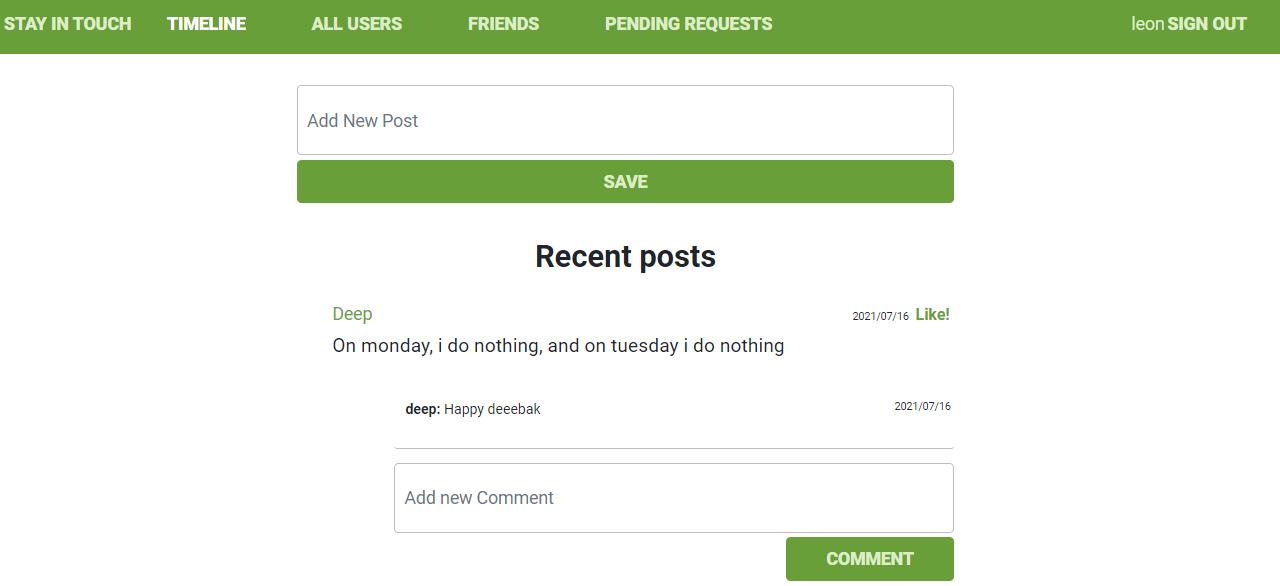 STAY IN TOUCH TIMELINE ALL USERS FRIENDS PENDING REQUESTS leon SIGN OUT
Add New Post
SAVE
Recent posts
Deep 2021/07/16 Like!
On monday, i do nothing, and on tuesday i do nothing
deep: Happy deeebak 2021/07/16
Add new Comment
COMMENT